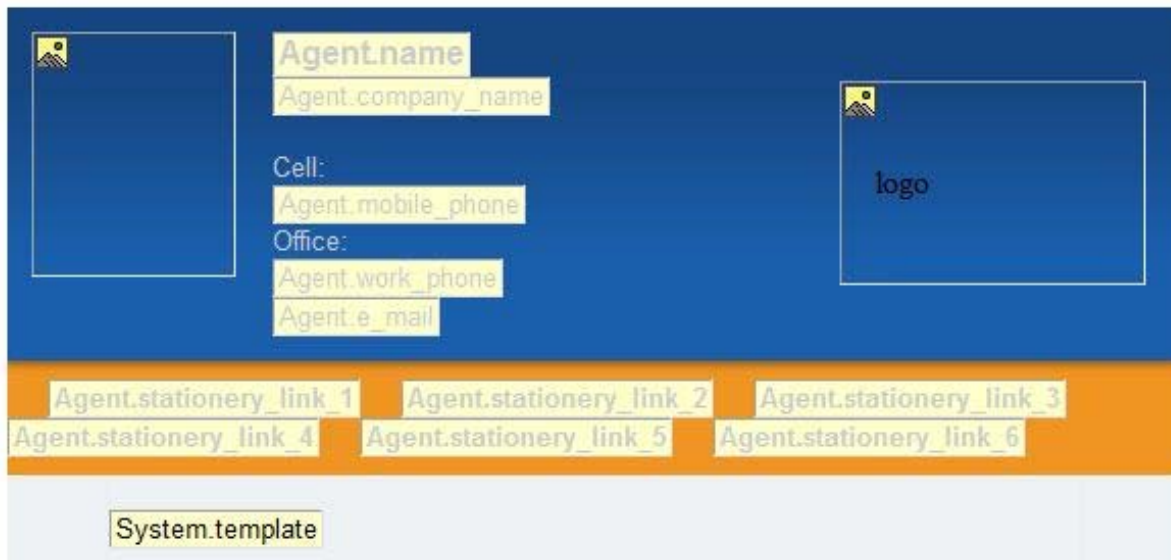 Agent.name
Agent.company_name
Cell:
Agent.mobile_phone
Office:
Agent.work_phone
Agent.e_mail
logo
Agent.stationery_link_1 Agent.stationery_link_2 Agent.stationery_link_3
Agent.stationery_link_4 Agent.stationery_link_5 Agent.stationery_link_6
System.template